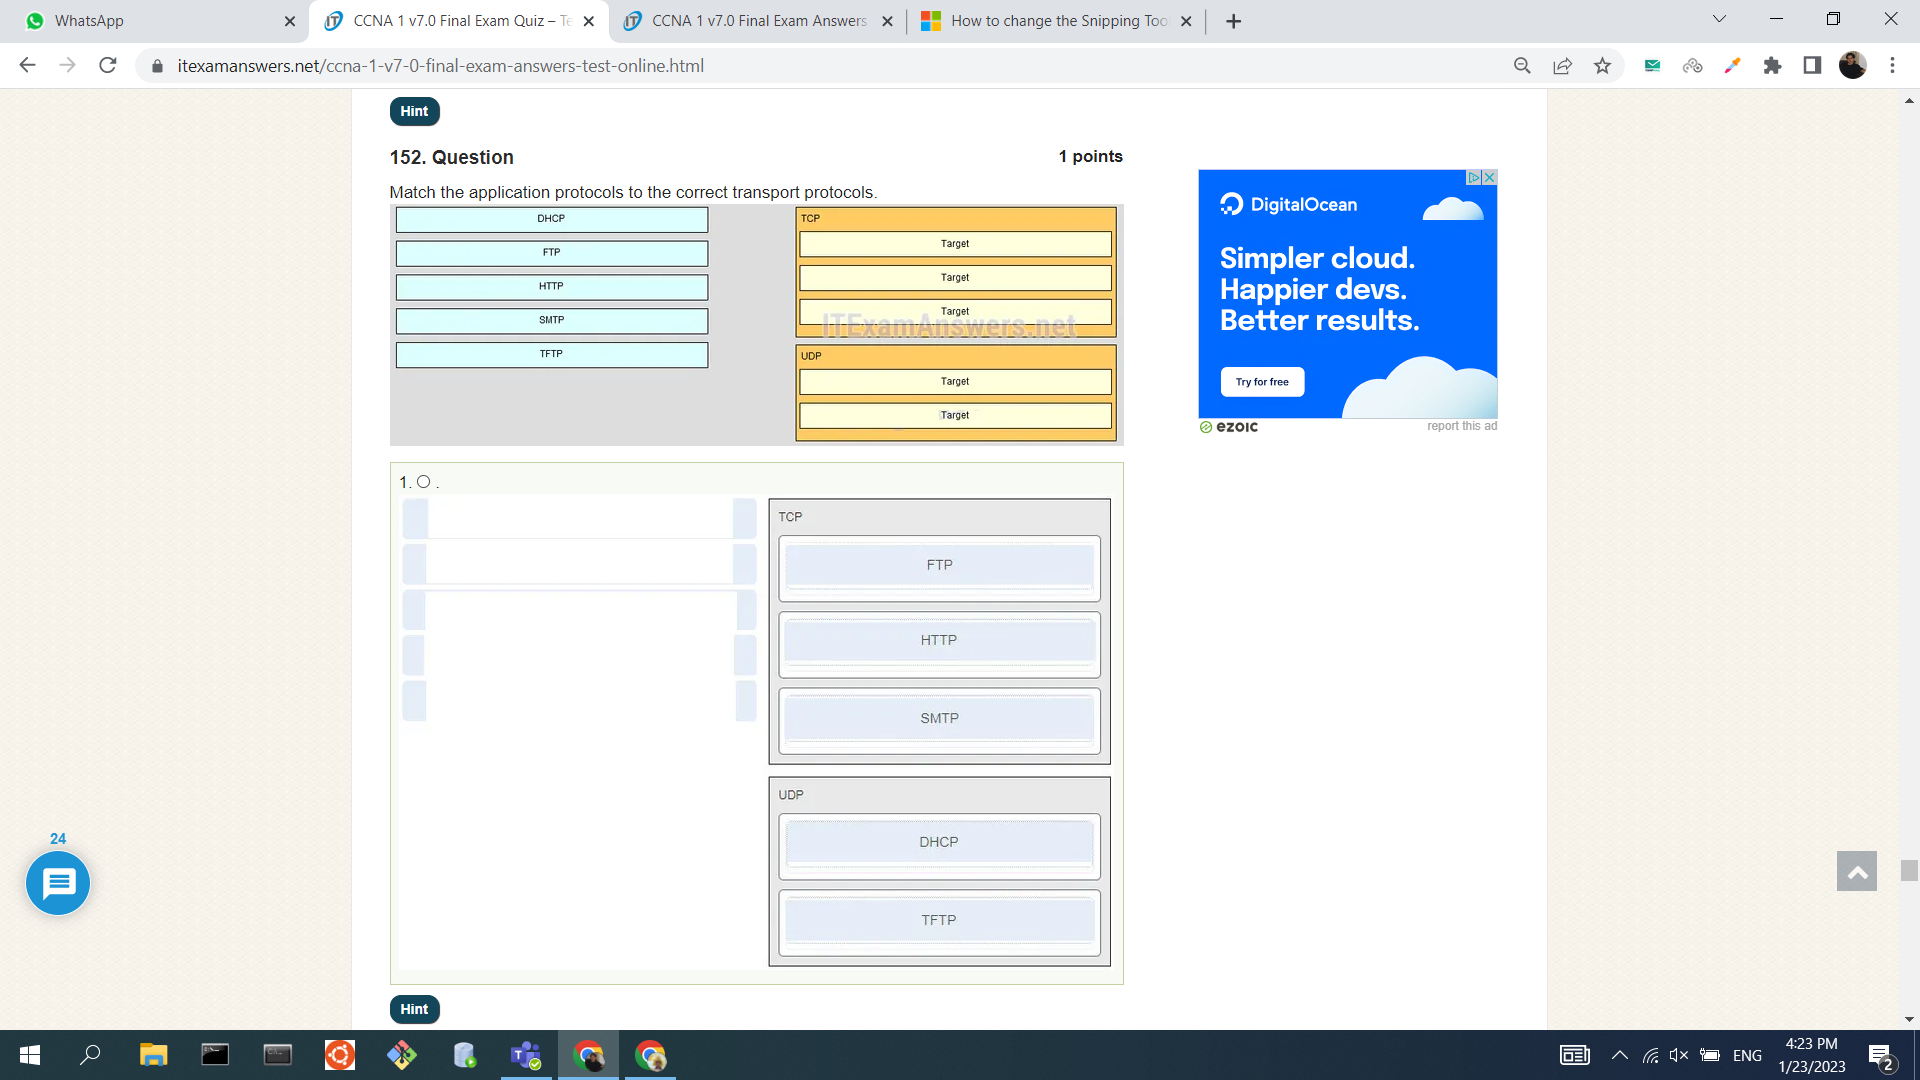 WhatsApp
CCNA 1 v7.0 Final Exam Quiz – Te
CCNA 1 v7.0 Final Exam Answers
How to change the Snipping Too
itexamanswers.net/ccna-1-v7-0-final-exam-answers-test-online.html
Hint
152. Question
1 points
Match the application protocols to the correct transport protocols.
DHCP
FTP
HTTP
SMTP
TFTP
TCP
Target
Target
Target
ITExamAnswers.net
UDP
Target
Target
DigitalOcean
Simpler cloud.
Happier devs.
Better results.
Try for free
ezoic
report this ad
1. .
TCP
FTP
HTTP
SMTP
UDP
DHCP
TFTP
24
Hint
ENG
4:23 PM
1/23/2023
2